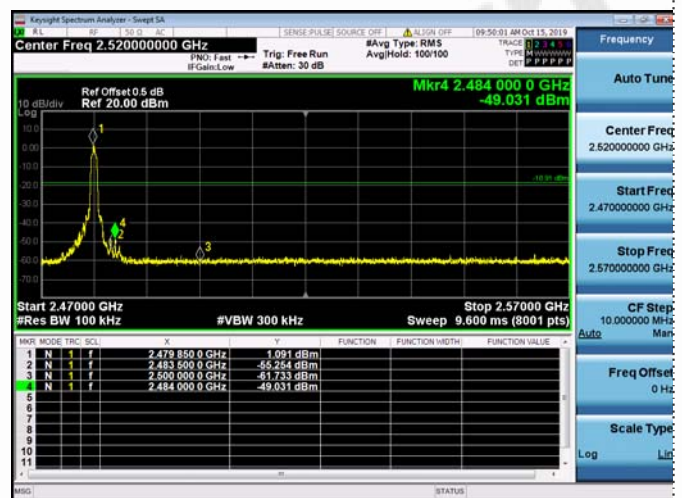 Keysight Spectrum Analyzer - Swept SA
RL RF 50 Ω AC SENSE:PULSE SOURCE OFF ALIGN OFF 09:50:01 AM Oct 15, 2019
Center Freq 2.520000000 GHz
PNO: Fast
IFGain:Low
Trig: Free Run
#Atten: 30 dB
#Avg Type: RMS
Avg|Hold: 100/100
TRACE 1 2 3 4 5 6
TYPE M W W W W W
DET P P P P P P
Mkr4 2.484 000 0 GHz
-49.031 dBm
Ref Offset 0.5 dB
10 dB/div Ref 20.00 dBm
Log
10.0
0.00
-10.0
-20.0
-30.0
-40.0
-50.0
-60.0
-70.0
1
4
2
3
Start 2.47000 GHz Stop 2.57000 GHz
#Res BW 100 kHz #VBW 300 kHz Sweep 9.600 ms (8001 pts)
MKR MODE TRC SCL X Y FUNCTION FUNCTION WIDTH FUNCTION VALUE
1 N 1 f 2.479 850 0 GHz 1.091 dBm
2 N 1 f 2.483 500 0 GHz -55.254 dBm
3 N 1 f 2.500 000 0 GHz -61.733 dBm
4 N 1 f 2.484 000 0 GHz -49.031 dBm
5
6
7
8
9
10
11
MSG STATUS
Frequency
Auto Tune
Center Freq
2.520000000 GHz
Start Freq
2.470000000 GHz
Stop Freq
2.570000000 GHz
CF Step
10.000000 MHz
Auto Man
Freq Offset
0 Hz
Scale Type
Log Lin